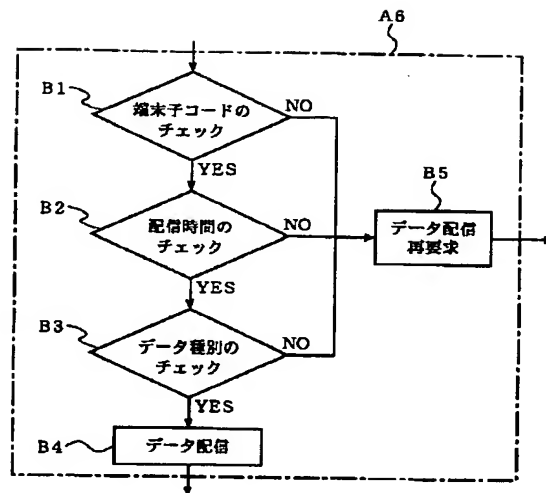 A6
B1
端末子コードの
チェック
NO
YES
B2
配信時間の
チェック
NO
B5
データ配信
再要求
YES
B3
データ種別の
チェック
NO
YES
B4
データ配信